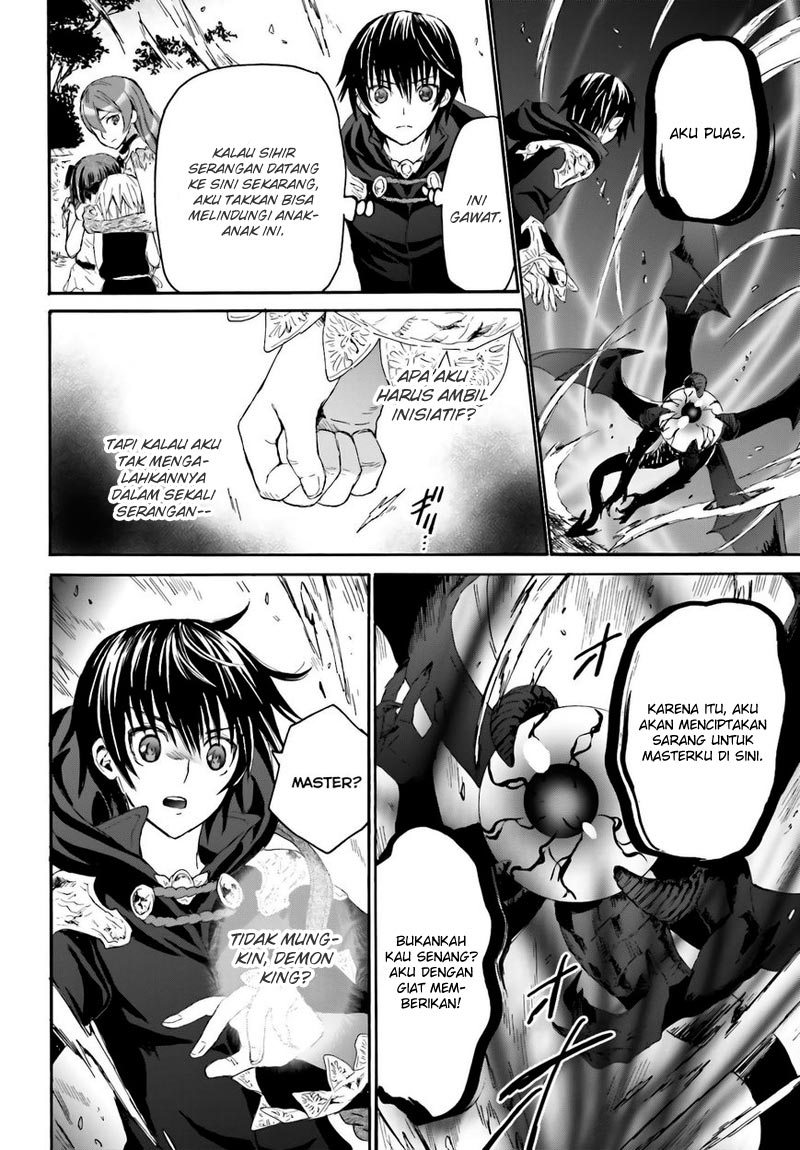 AKU PUAS.
INI
GAWAT.
KALAU SIHIR
SERANGAN DATANG
KE SINI SEKARANG,
AKU TAKKAN BISA
MELINDUNGI ANAK-
ANAK INI.
APA AKU
HARUS AMBIL
INISIATIF?
TAPI KALAU AKU
TAK MENGA-
LAHKANNYA
DALAM SEKALI
SERANGAN--
KARENA ITU, AKU
AKAN MENCIPTAKAN
SARANG UNTUK
MASTERKU DI SINI.
BUKANKAH
KAU SENANG?
AKU DENGAN
GIAT MEM-
BERIKAN!
MASTER?
TIDAK MUNG-
KIN, DEMON
KING?